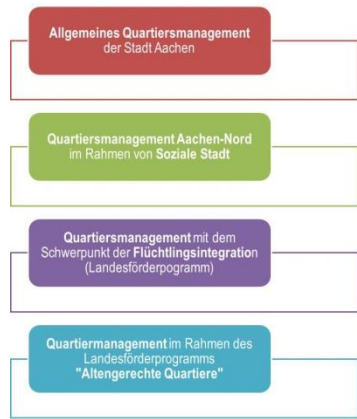 Allgemeines Quartiersmanagement
der Stadt Aachen
Quartiersmanagement Aachen-Nord
im Rahmen von Soziale Stadt
Quartiersmanagement mit dem
Schwerpunkt der Flüchtlingsintegration
(Landesförderpogramm)
Quartiermanagement im Rahmen des
Landesförderprogramms
"Altengerechte Quartiere"